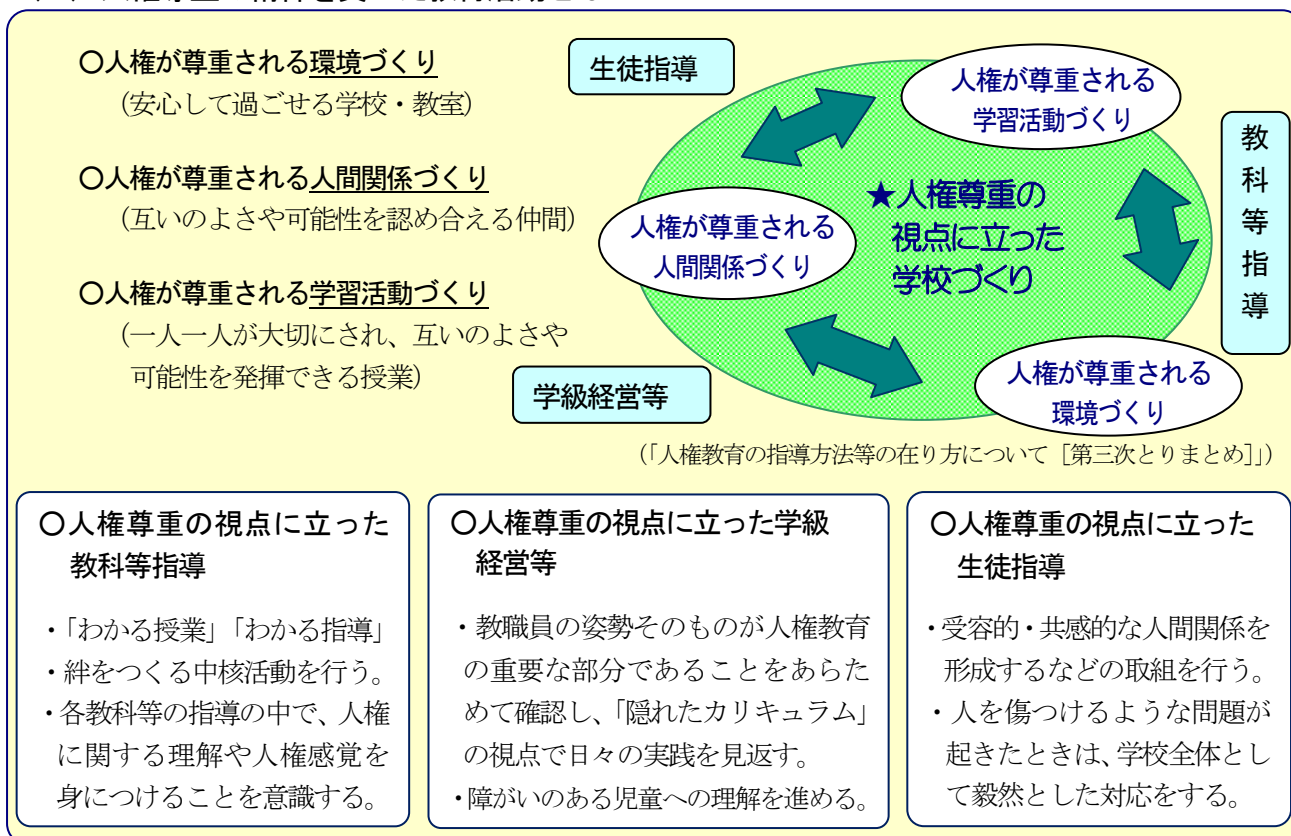 〇人権が尊重される環境づくり
(安心して過ごせる学校・教室)
〇人権が尊重される人間関係づくり
(互いのよさや可能性を認め合える仲間)
〇人権が尊重される学習活動づくり
(一人一人が大切にされ、互いのよさや
可能性を発揮できる授業)
生徒指導
人権が尊重される
学習活動づくり
教科等指導
★人権尊重の
視点に立った
学校づくり
人権が尊重される
人間関係づくり
人権が尊重される
環境づくり
学級経営等
(「人権教育の指導方法等の在り方について［第三次とりまとめ］」)
〇人権尊重の視点に立った
教科等指導
・「わかる授業」「わかる指導」
・絆をつくる中核活動を行う。
・各教科等の指導の中で、人権
に関する理解や人権感覚を
身につけることを意識する。
〇人権尊重の視点に立った学級
経営等
・教職員の姿勢そのものが人権教育
の重要な部分であることをあらた
めて確認し、「隠れたカリキュラム」
の視点で日々の実践を見返す。
・障がいのある児童への理解を進める。
〇人権尊重の視点に立った
生徒指導
・受容的・共感的な人間関係を
形成するなどの取組を行う。
・人を傷つけるような問題が
起きたときは、学校全体とし
て毅然とした対応をする。